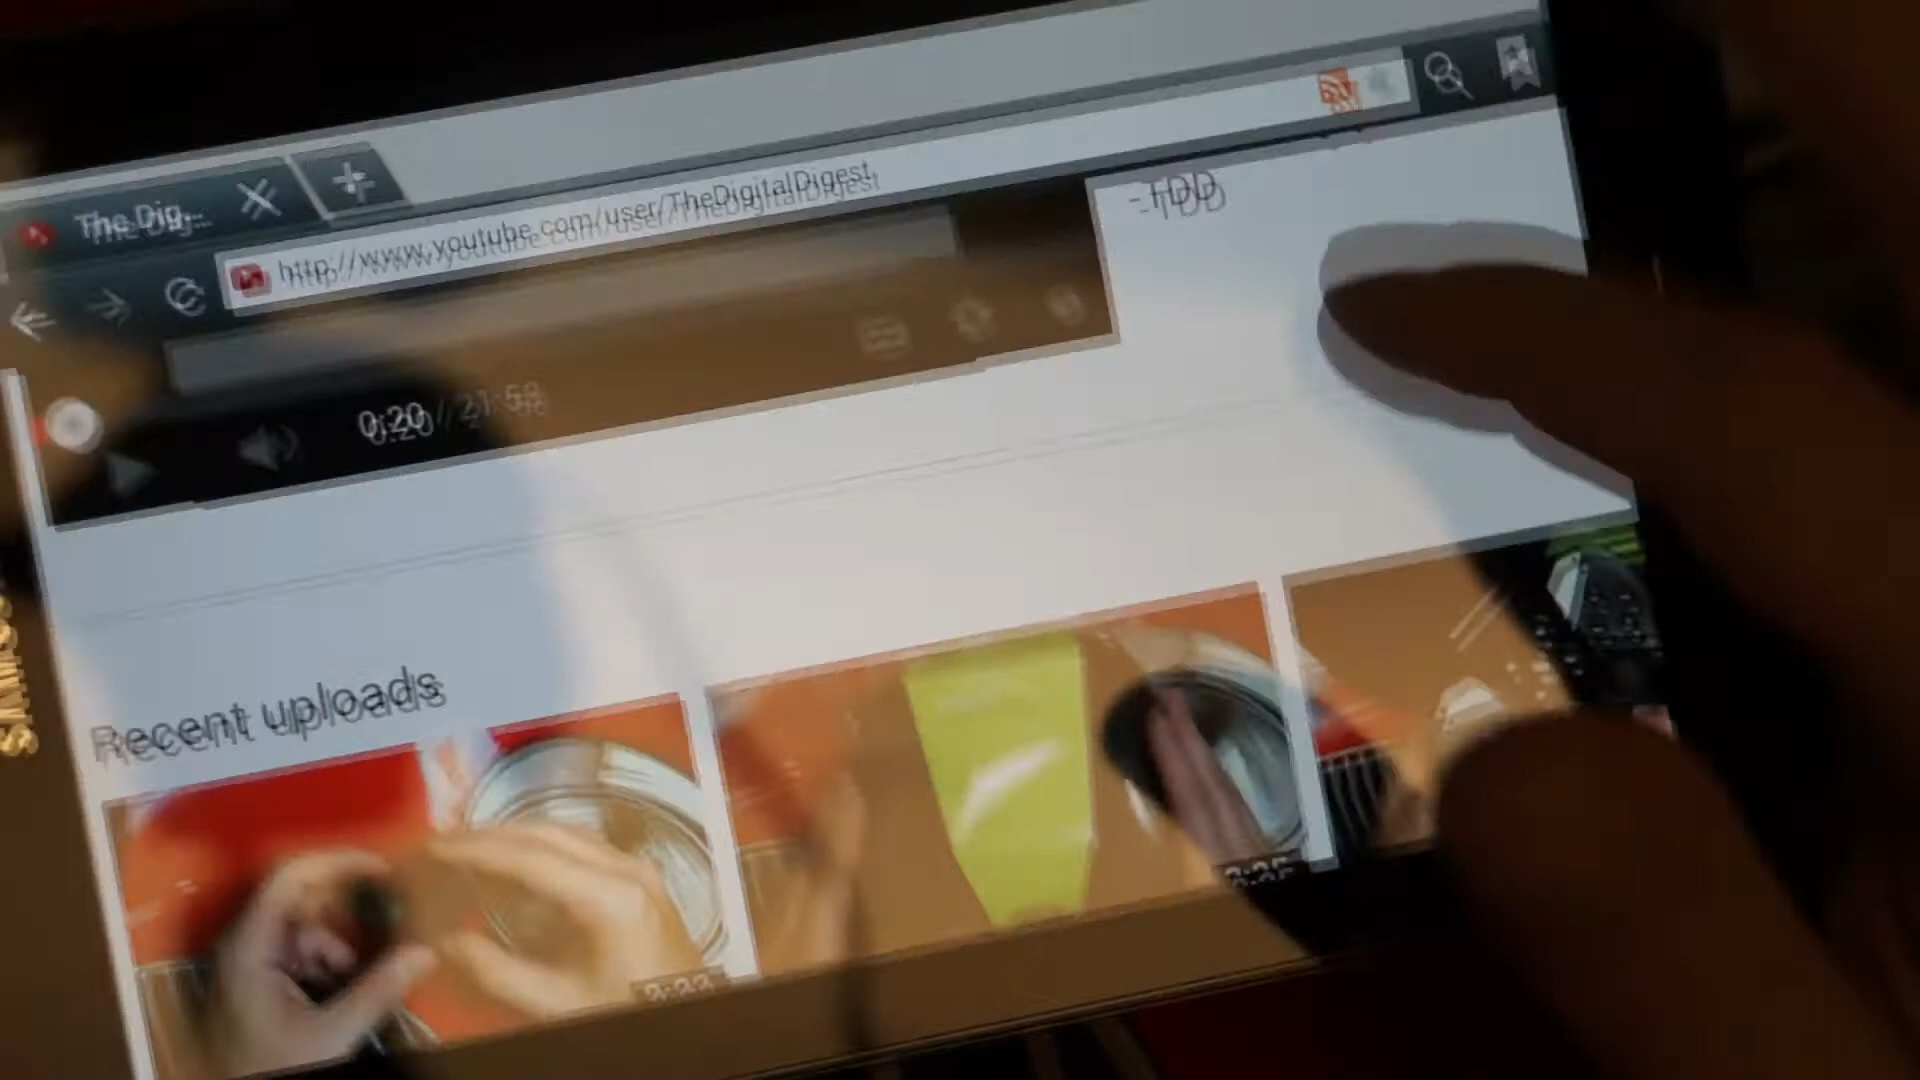 The Dig...
http://www.youtube.com/user/TheDigitalDigest
- TDD
0:20 / 21:58
Recent uploads